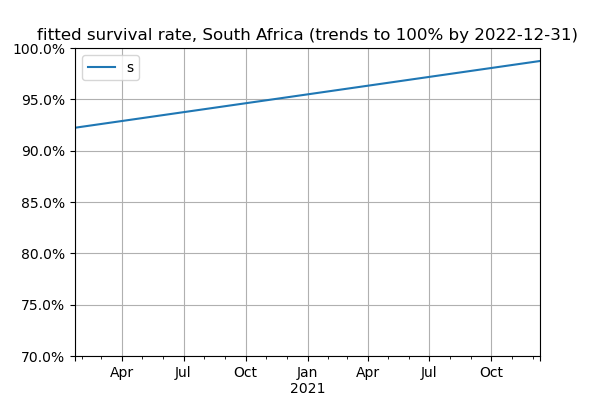 fitted survival rate, South Africa (trends to 100% by 2022-12-31)
100.0%
s
95.0%
90.0%
85.0%
80.0%
75.0%
70.0%
Apr Jul Oct Jan Apr Jul Oct
2021